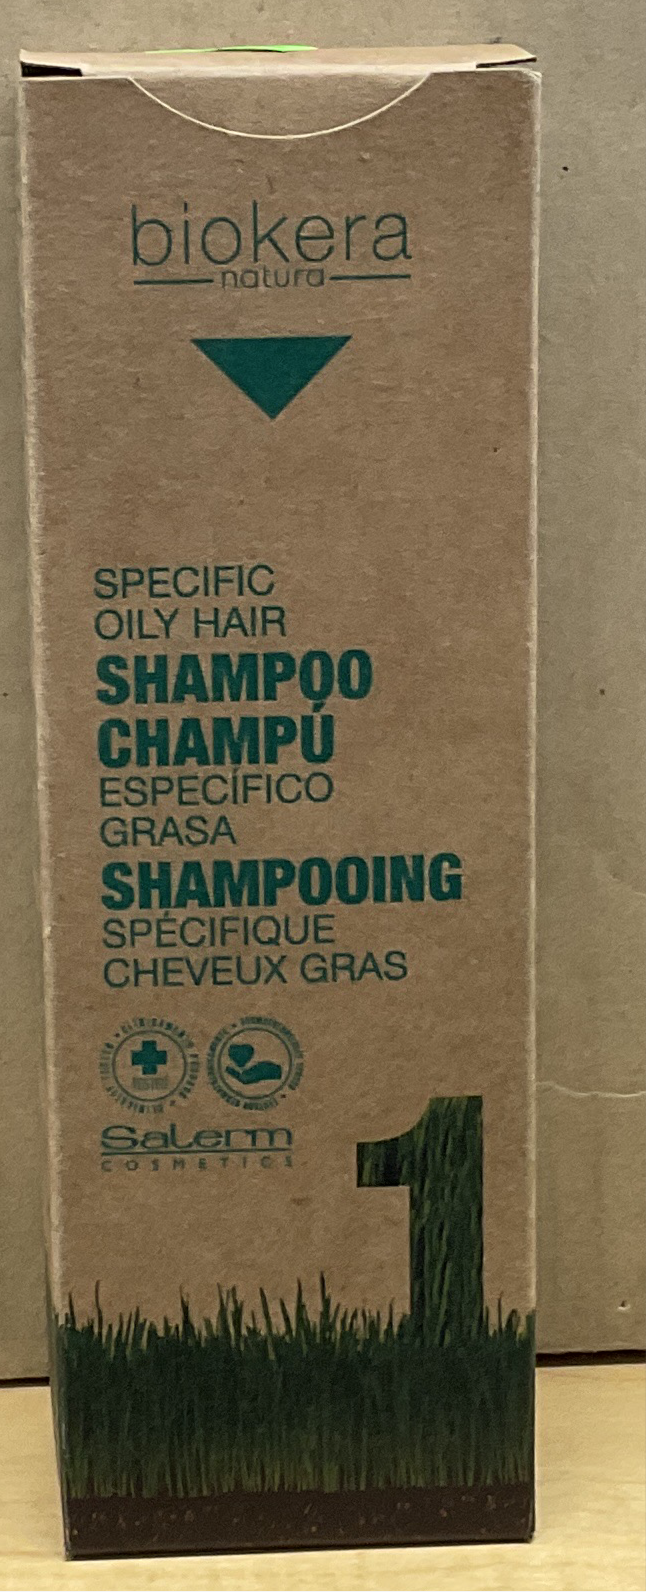 biokera
natura
SPECIFIC
OILY HAIR
SHAMPOO
CHAMPÚ
ESPECÍFICO
GRASA
SHAMPOOING
SPÉCIFIQUE
CHEVEUX GRAS
Salerm
COSMETICS
1